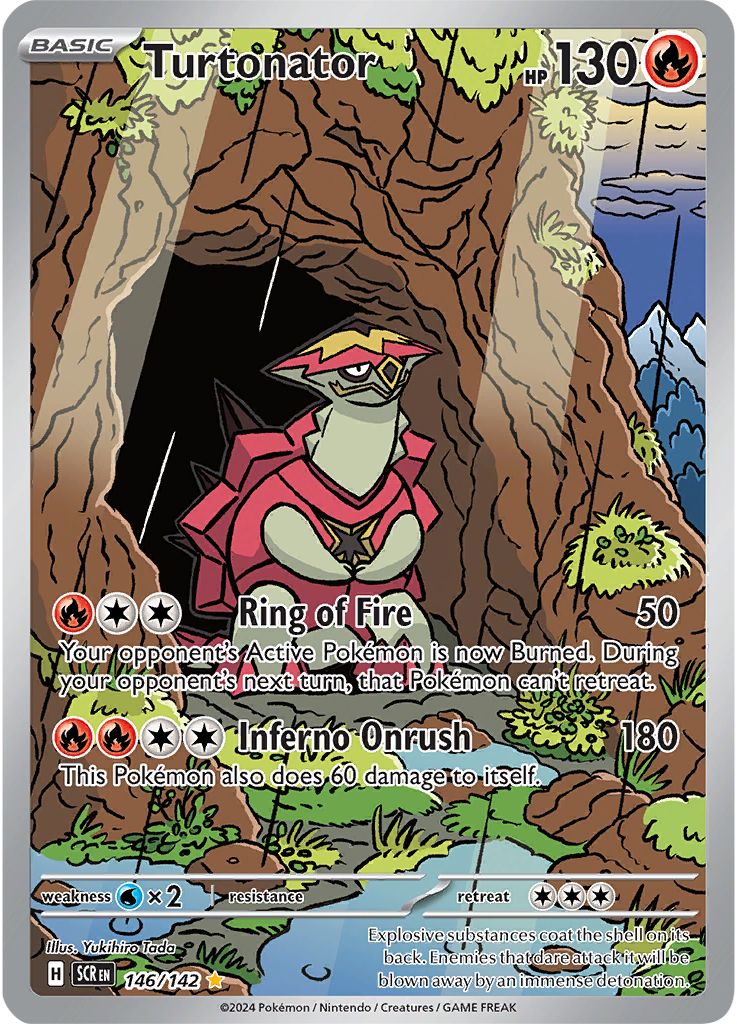 BASIC Turtonator HP 130
Ring of Fire 50
Your opponent's Active Pokémon is now Burned. During
your opponent's next turn, that Pokémon can't retreat.
Inferno Onrush 180
This Pokémon also does 60 damage to itself.
weakness ×2 resistance retreat
Illus. Yukihiro Tada
Explosive substances coat the shell on its
back. Enemies that dare attack it will be
blown away by an immense detonation.
H SCR EN 146/142
©2024 Pokémon / Nintendo / Creatures / GAME FREAK